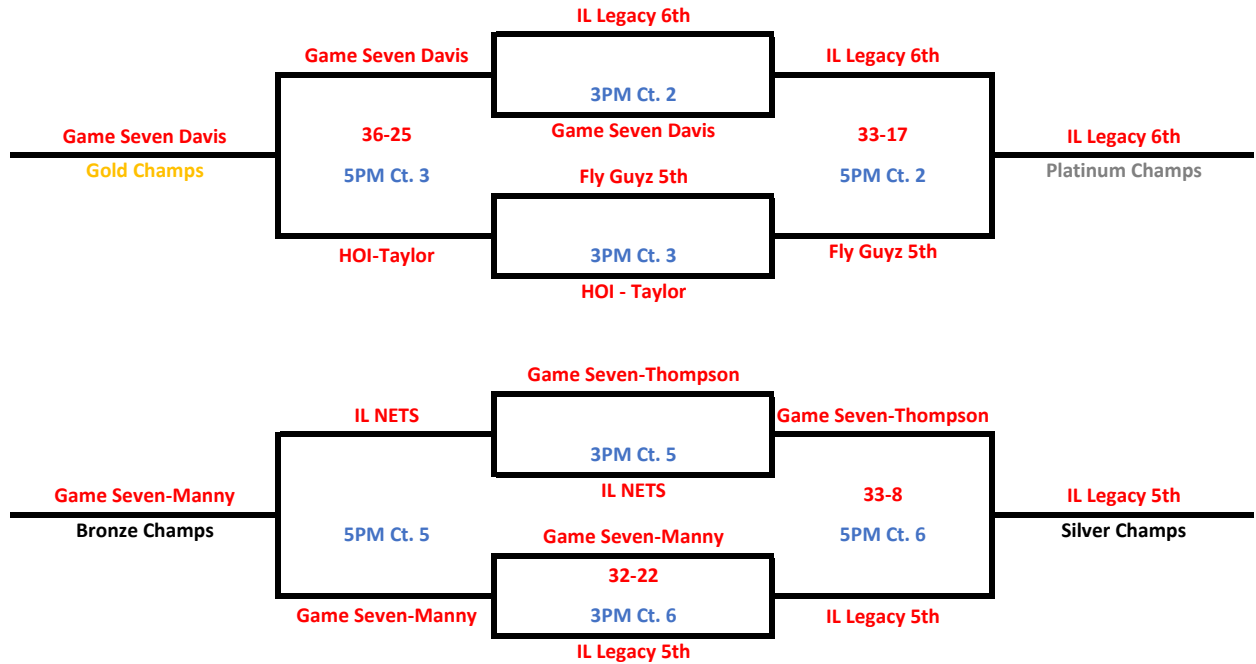 IL Legacy 6th
Game Seven Davis
IL Legacy 6th
3PM Ct. 2
Game Seven Davis
36-25
Game Seven Davis
33-17
IL Legacy 6th
Gold Champs
5PM Ct. 3
Fly Guyz 5th
5PM Ct. 2
Platinum Champs
HOI-Taylor
3PM Ct. 3
Fly Guyz 5th
HOI - Taylor
Game Seven-Thompson
IL NETS
Game Seven-Thompson
3PM Ct. 5
IL NETS
Game Seven-Manny
33-8
IL Legacy 5th
Bronze Champs
5PM Ct. 5
Game Seven-Manny
5PM Ct. 6
Silver Champs
32-22
Game Seven-Manny
3PM Ct. 6
IL Legacy 5th
IL Legacy 5th